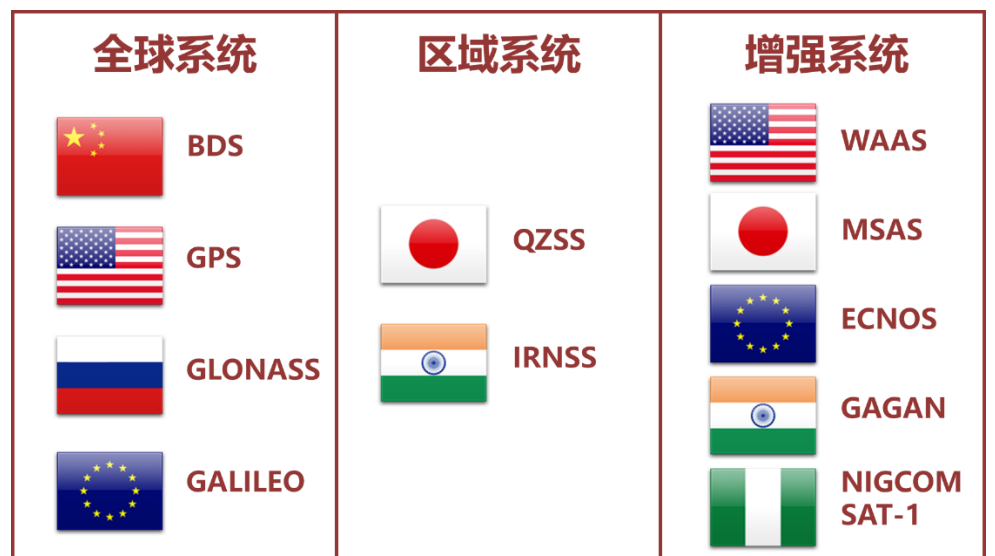 全球系统
BDS
GPS
GLONASS
GALILEO
区域系统
QZSS
IRNSS
增强系统
WAAS
MSAS
ECNOS
GAGAN
NIGCOM
SAT-1